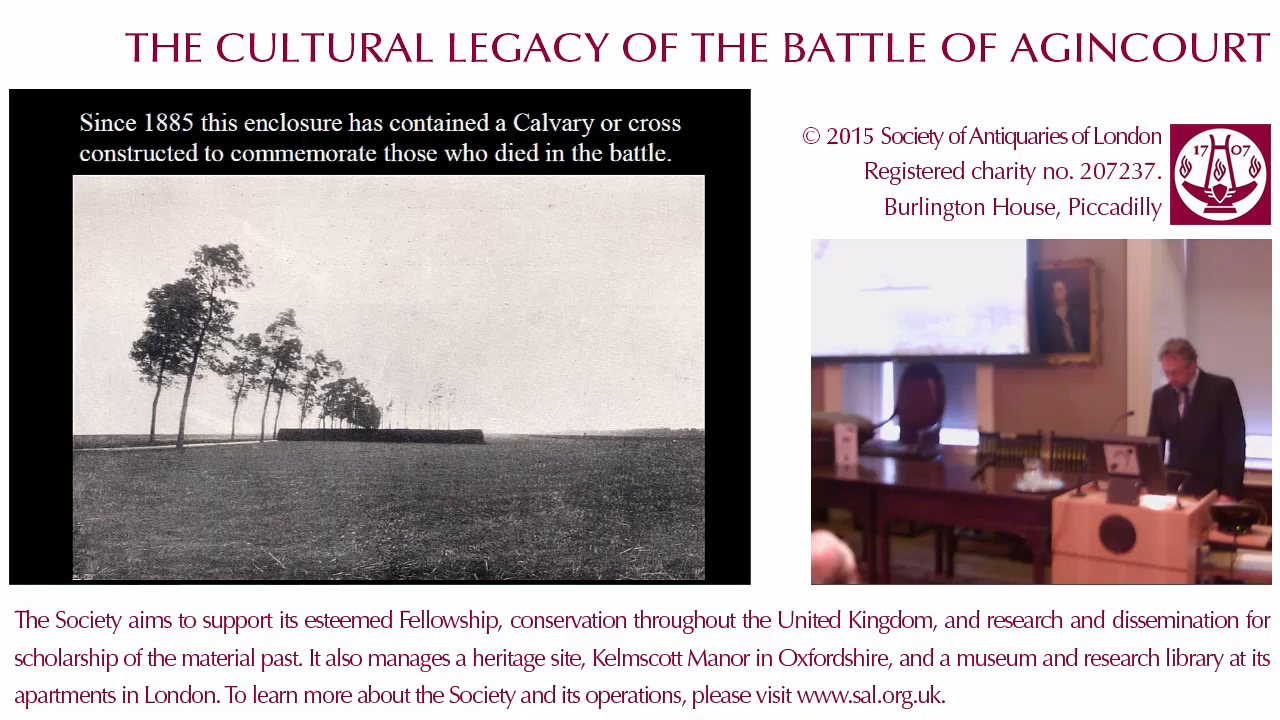 THE CULTURAL LEGACY OF THE BATTLE OF AGINCOURT
Since 1885 this enclosure has contained a Calvary or cross
constructed to commemorate those who died in the battle.
© 2015 Society of Antiquaries of London
Registered charity no. 207237.
Burlington House, Piccadilly
17 07
The Society aims to support its esteemed Fellowship, conservation throughout the United Kingdom, and research and dissemination for
scholarship of the material past. It also manages a heritage site, Kelmscott Manor in Oxfordshire, and a museum and research library at its
apartments in London. To learn more about the Society and its operations, please visit www.sal.org.uk.